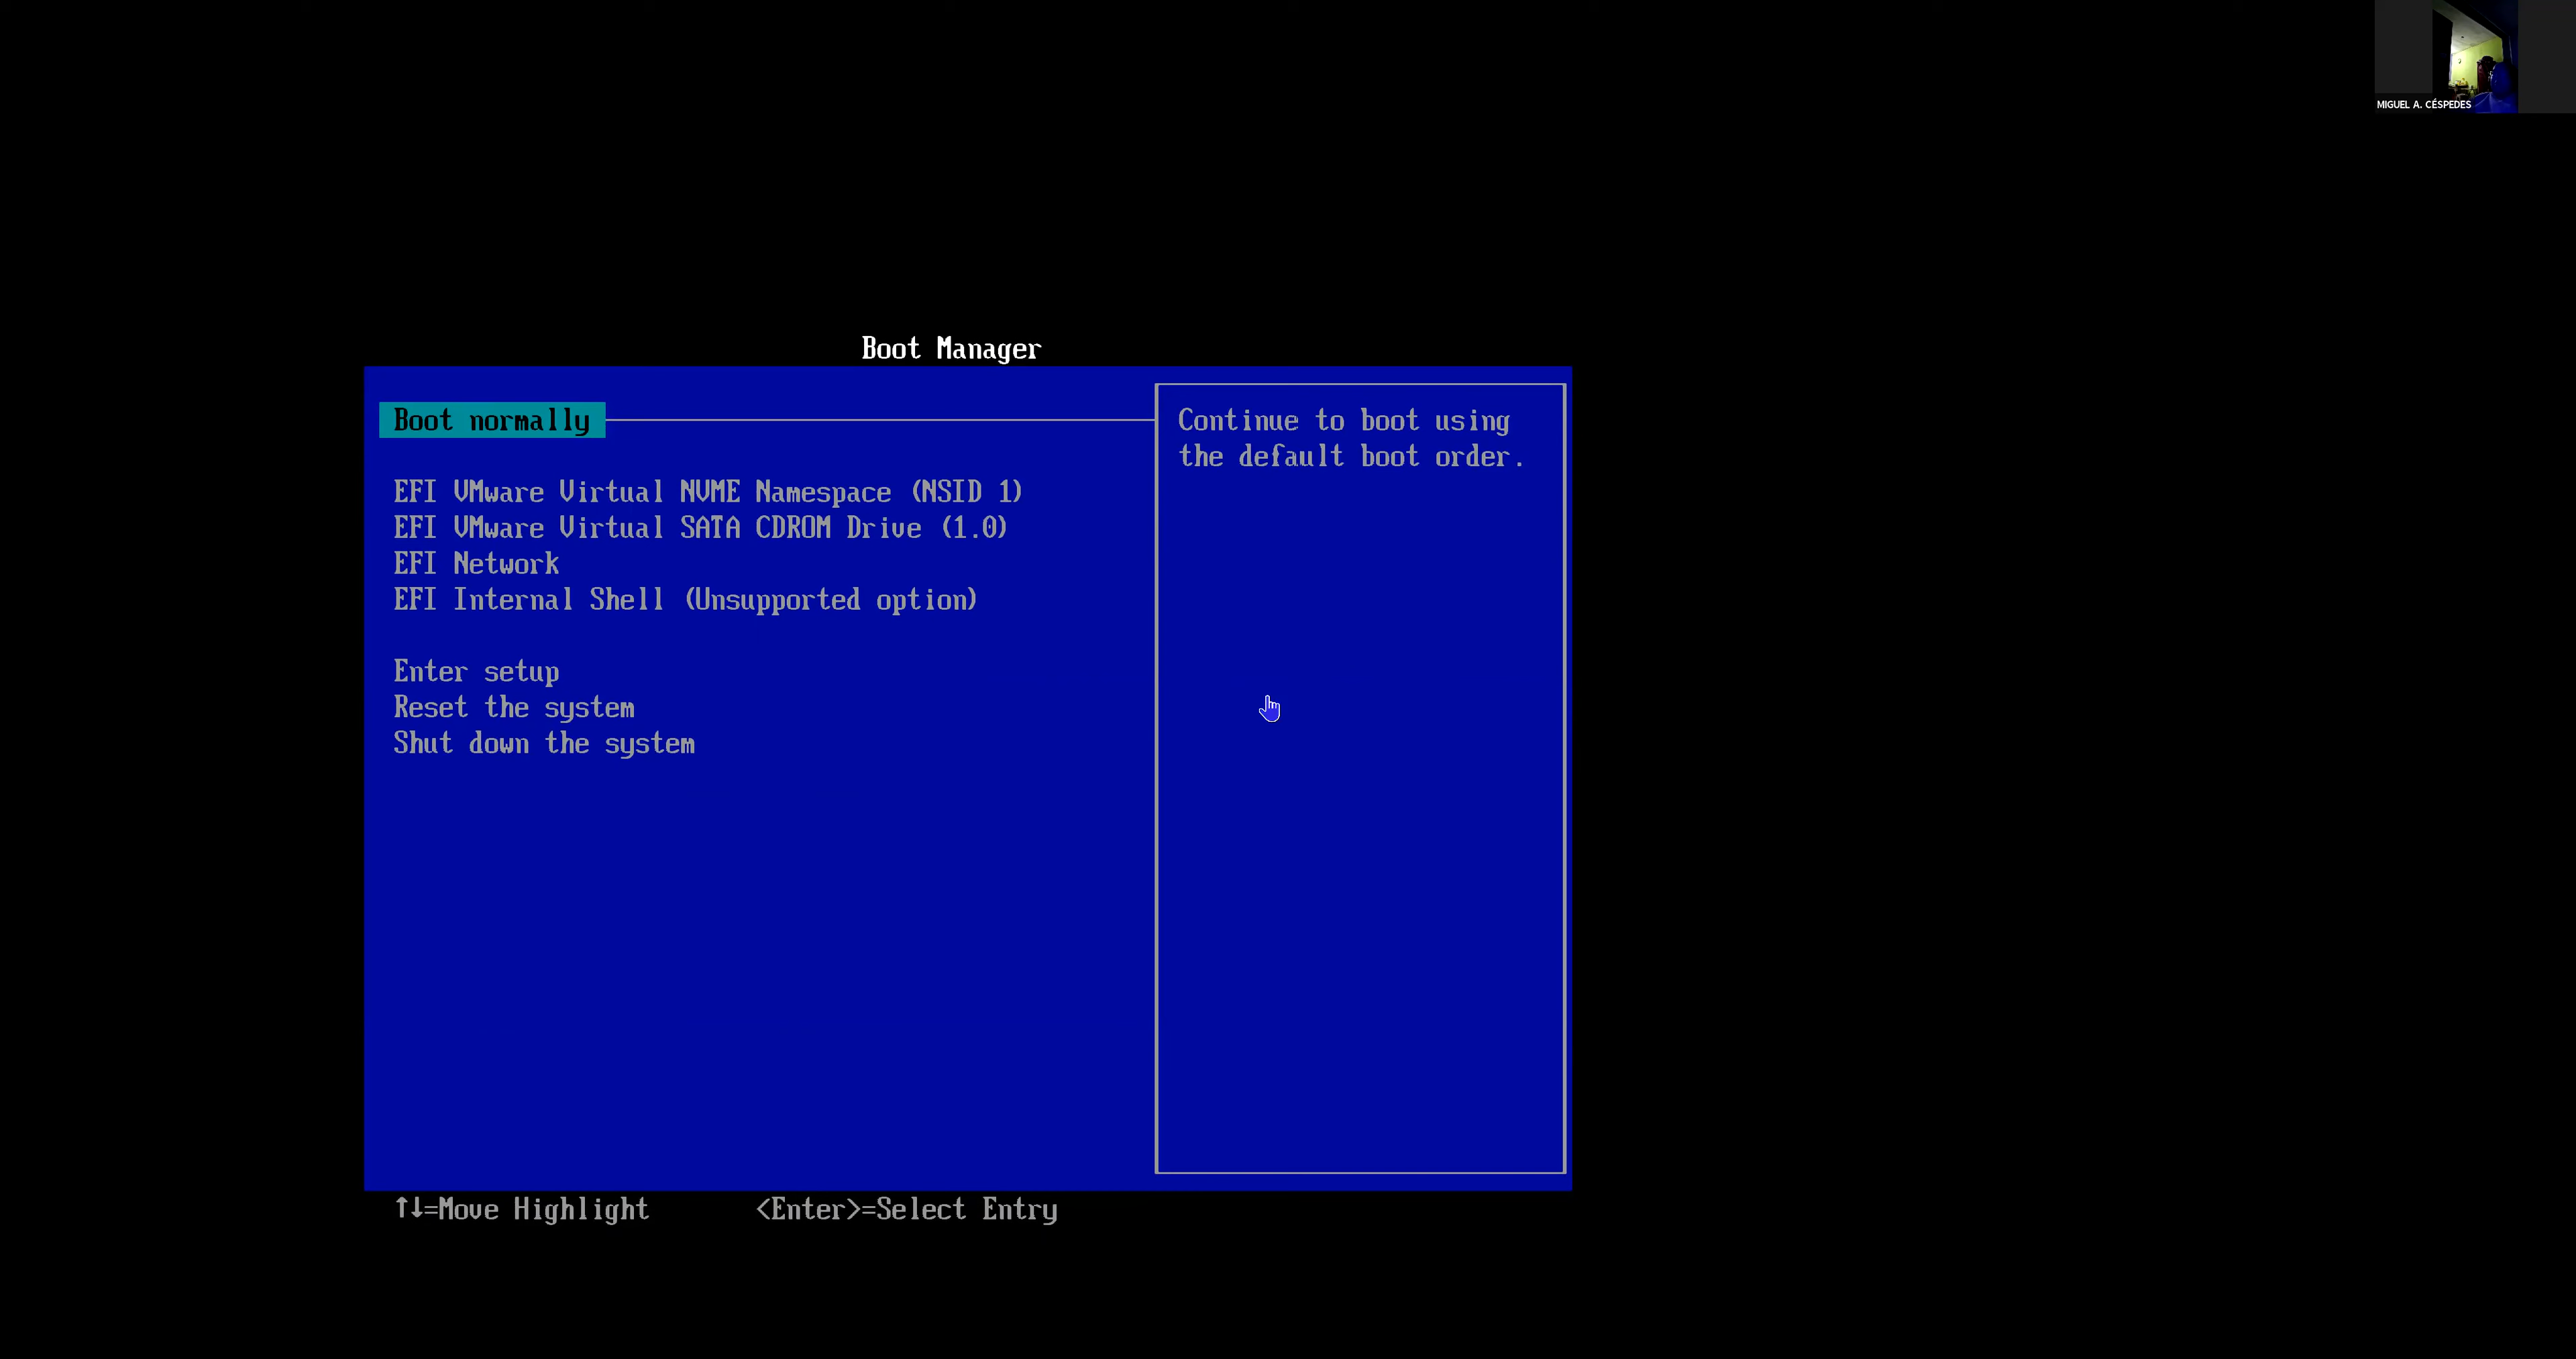 MIGUEL A. CÉSPEDES
Boot Manager
Boot normally
EFI VMware Virtual NVME Namespace (NSID 1)
EFI VMware Virtual SATA CDROM Drive (1.0)
EFI Network
EFI Internal Shell (Unsupported option)
Enter setup
Reset the system
Shut down the system
Continue to boot using
the default boot order.
↑↓=Move Highlight
<Enter>=Select Entry